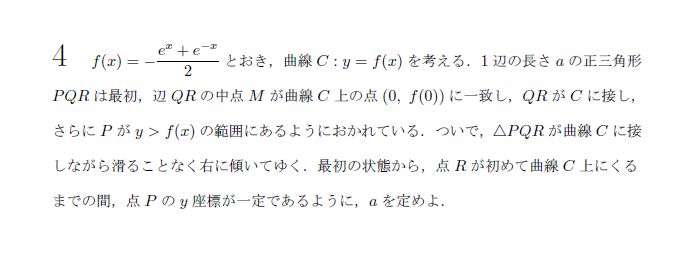 4 f(x) = −\frac{e^x + e^{−x}}{2} とおき，曲線 C : y = f(x) を考える．1 辺の長さ a の正三角形
PQR は最初，辺 QR の中点 M が曲線 C 上の点 (0, f(0)) に一致し，QR が C に接し，
さらに P が y > f(x) の範囲にあるようにおかれている．ついで，△PQR が曲線 C に接
しながら滑ることなく右に傾いてゆく．最初の状態から，点 R が初めて曲線 C 上にくる
までの間，点 P の y 座標が一定であるように，a を定めよ．